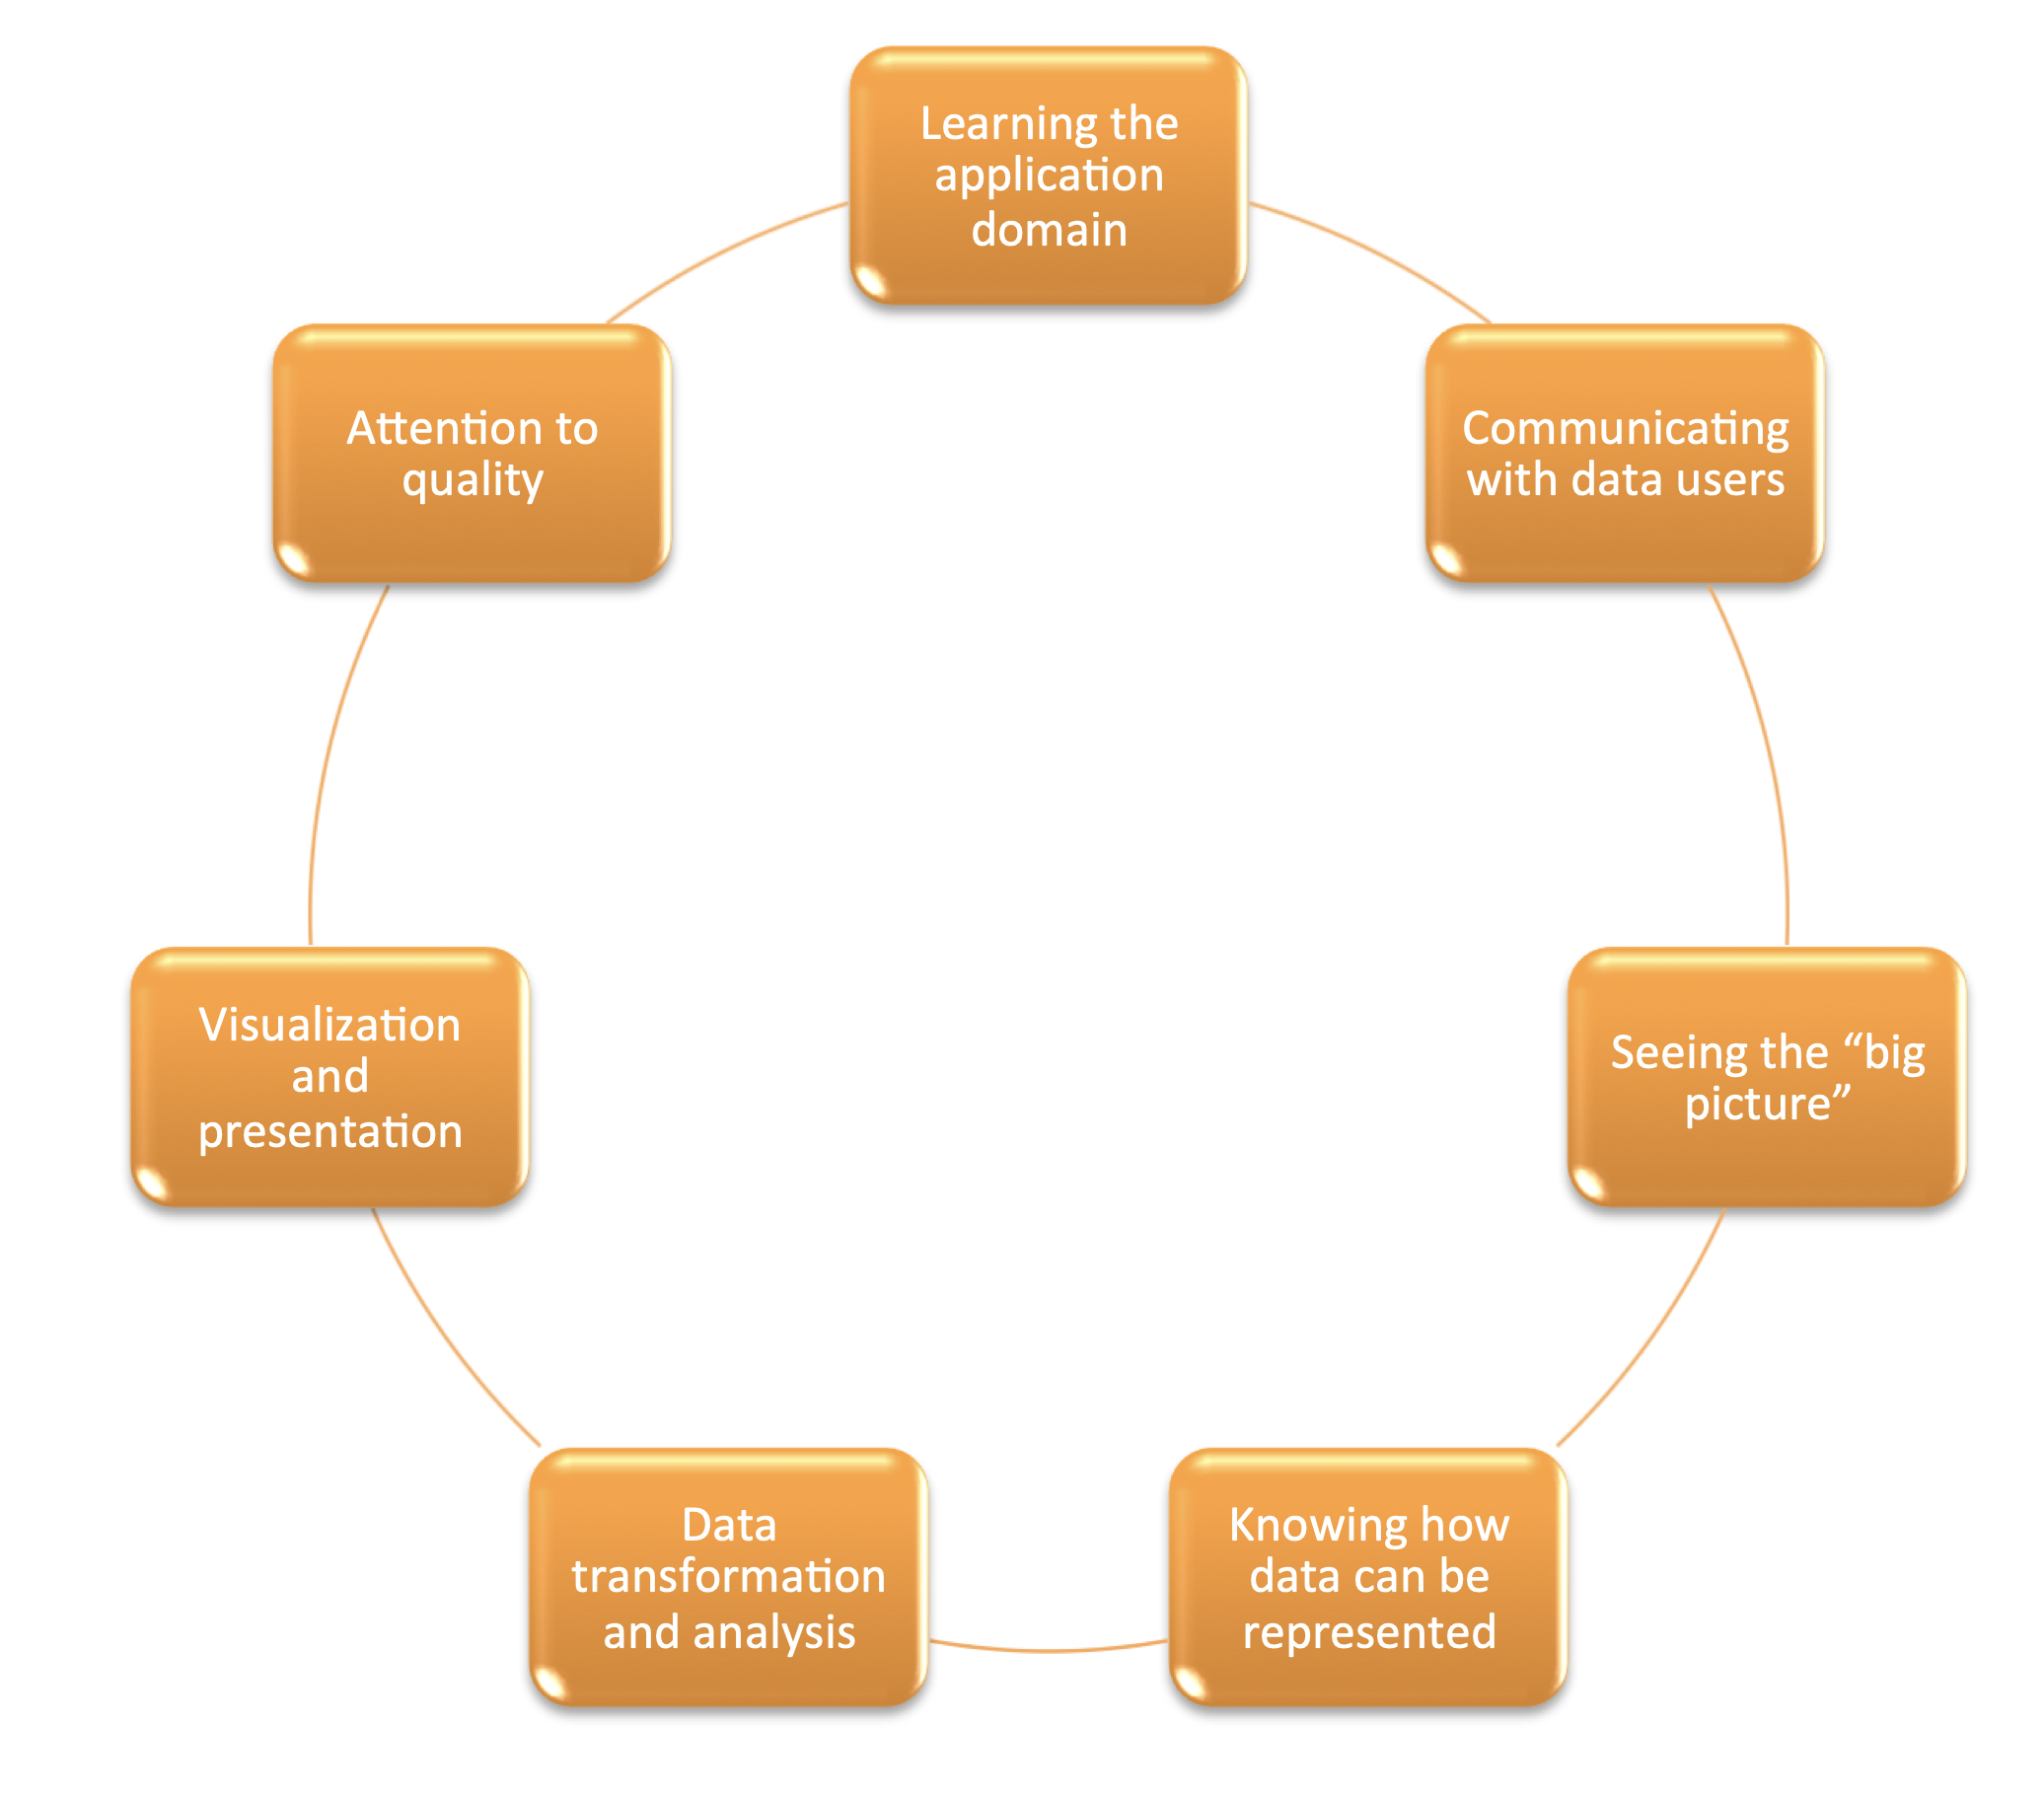 Learning the
application
domain
Communicating
with data users
Seeing the “big
picture”
Knowing how
data can be
represented
Data
transformation
and analysis
Visualization
and
presentation
Attention to
quality